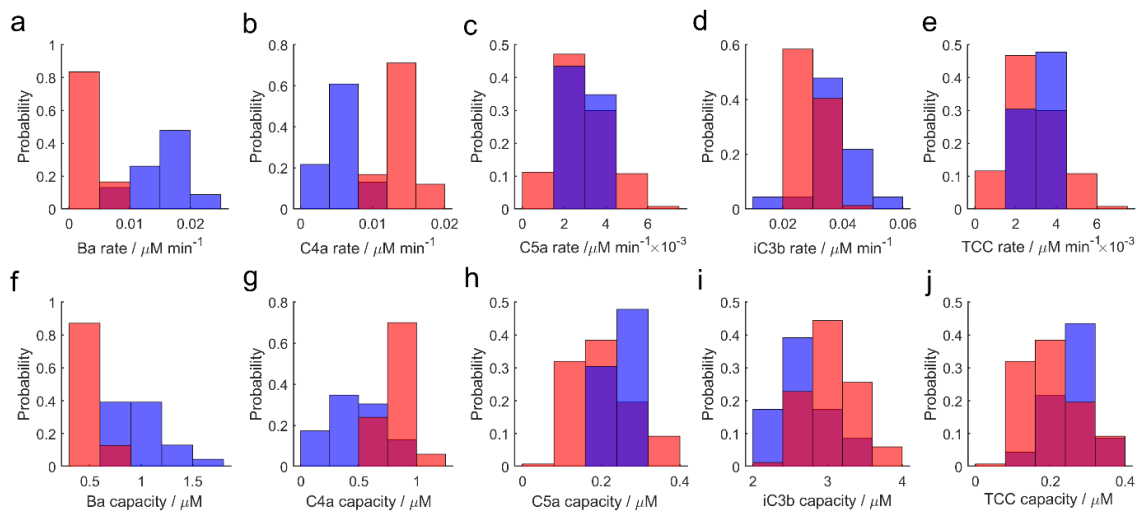 a
b
c
d
e
1
0.8
0.6
0.4
0.2
0
Probability
0
0.01
0.02
Ba rate / μM min⁻¹
0.8
0.6
0.4
0.2
0
Probability
0
0.01
0.02
C4a rate / μM min⁻¹
0.5
0.4
0.3
0.2
0.1
0
Probability
0
2
4
6
C5a rate /μM min⁻¹×10⁻³
0.6
0.4
0.2
0
Probability
0.02
0.04
0.06
iC3b rate / μM min⁻¹
0.5
0.4
0.3
0.2
0.1
0
Probability
0
2
4
6
TCC rate / μM min⁻¹×10⁻³
f
g
h
i
j
1
0.8
0.6
0.4
0.2
0
Probability
0.5
1
1.5
Ba capacity / μM
0.8
0.6
0.4
0.2
0
Probability
0
0.5
1
C4a capacity / μM
0.5
0.4
0.3
0.2
0.1
0
Probability
0
0.2
0.4
C5a capacity / μM
0.5
0.4
0.3
0.2
0.1
0
Probability
2
3
4
iC3b capacity / μM
0.5
0.4
0.3
0.2
0.1
0
Probability
0
0.2
0.4
TCC capacity / μM